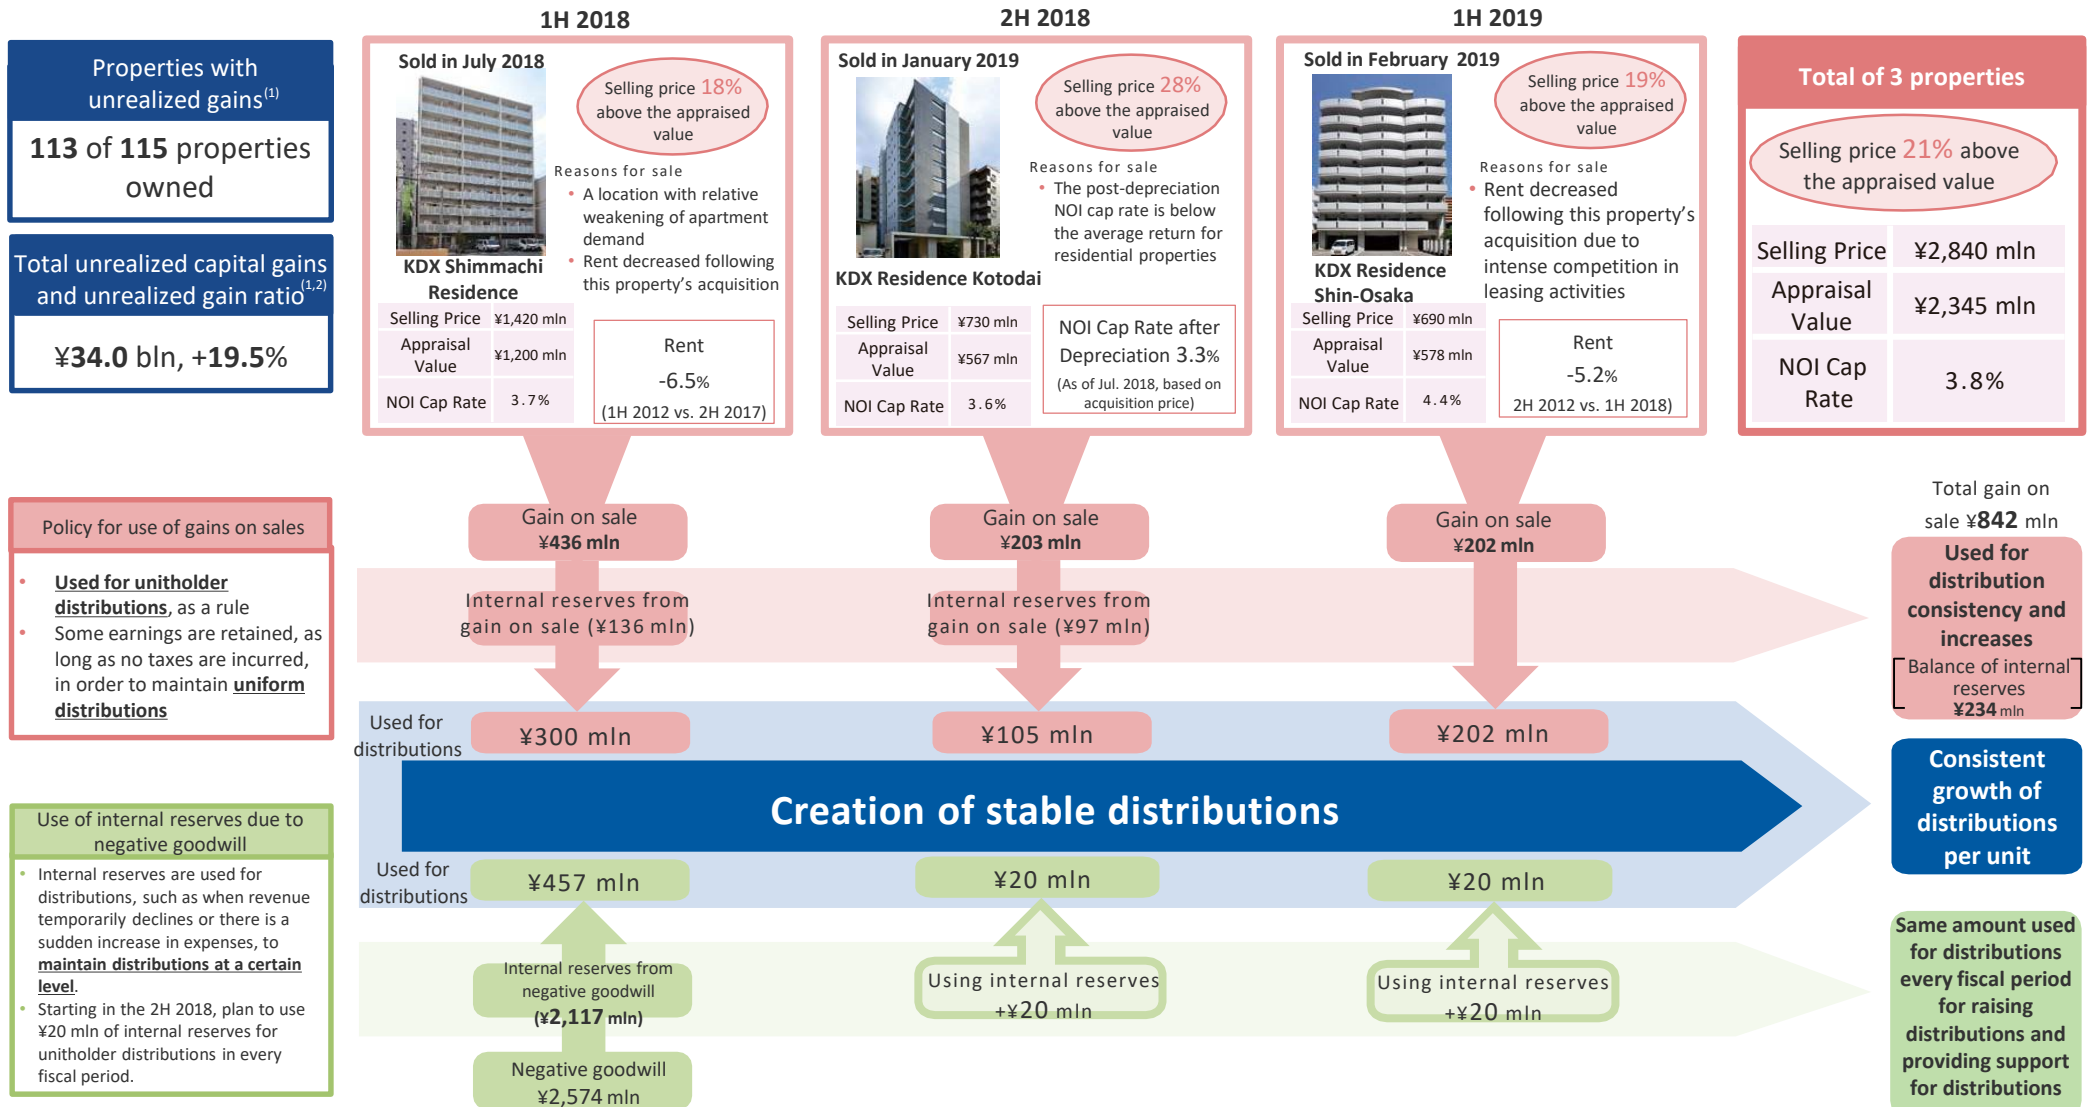 1H 2018
2H 2018
1H 2019
Properties with
unrealized gains(1)
113 of 115 properties
owned
Total unrealized capital gains
and unrealized gain ratio(1,2)
¥34.0 bln, +19.5%
Sold in July 2018
Selling price 18%
above the appraised
value
Reasons for sale
• A location with relative
weakening of apartment
demand
• Rent decreased following
this property's acquisition
KDX Shimmachi
Residence
Selling Price ¥1,420 mln
Appraisal
Value
¥1,200 mln
NOI Cap Rate 3.7%
Rent
-6.5%
(1H 2012 vs. 2H 2017)
Sold in January 2019
Selling price 28%
above the appraised
value
Reasons for sale
• The post-depreciation
NOI cap rate is below
the average return for
residential properties
KDX Residence Kotodai
Selling Price ¥730 mln
Appraisal
Value
¥567 mln
NOI Cap Rate 3.6%
NOI Cap Rate after
Depreciation 3.3%
(As of Jul. 2018, based on
acquisition price)
Sold in February 2019
Selling price 19%
above the appraised
value
Reasons for sale
• Rent decreased
following this property's
acquisition due to
intense competition in
leasing activities
KDX Residence
Shin-Osaka
Selling Price ¥690 mln
Appraisal
Value
¥578 mln
NOI Cap Rate 4.4%
Rent
-5.2%
2H 2012 vs. 1H 2018)
Total of 3 properties
Selling price 21% above
the appraised value
Selling Price ¥2,840 mln
Appraisal
Value
¥2,345 mln
NOI Cap
Rate
3.8%
Policy for use of gains on sales
• Used for unitholder
distributions, as a rule
• Some earnings are retained, as
long as no taxes are incurred,
in order to maintain uniform
distributions
Gain on sale
¥436 mln
Internal reserves from
gain on sale (¥136 mln)
Gain on sale
¥203 mln
Internal reserves from
gain on sale (¥97 mln)
Gain on sale
¥202 mln
Total gain on
sale ¥842 mln
Used for
distribution
consistency and
increases
Balance of internal
reserves
¥234 mln
Used for
distributions
¥300 mln
¥105 mln
¥202 mln
Creation of stable distributions
Consistent
growth of
distributions
per unit
Use of internal reserves due to
negative goodwill
• Internal reserves are used for
distributions, such as when revenue
temporarily declines or there is a
sudden increase in expenses, to
maintain distributions at a certain
level.
• Starting in the 2H 2018, plan to use
¥20 mln of internal reserves for
unitholder distributions in every
fiscal period.
Used for
distributions
¥457 mln
¥20 mln
¥20 mln
Internal reserves from
negative goodwill
(¥2,117 mln)
Negative goodwill
¥2,574 mln
Using internal reserves
+¥20 mln
Using internal reserves
+¥20 mln
Same amount used
for distributions
every fiscal period
for raising
distributions and
providing support
for distributions